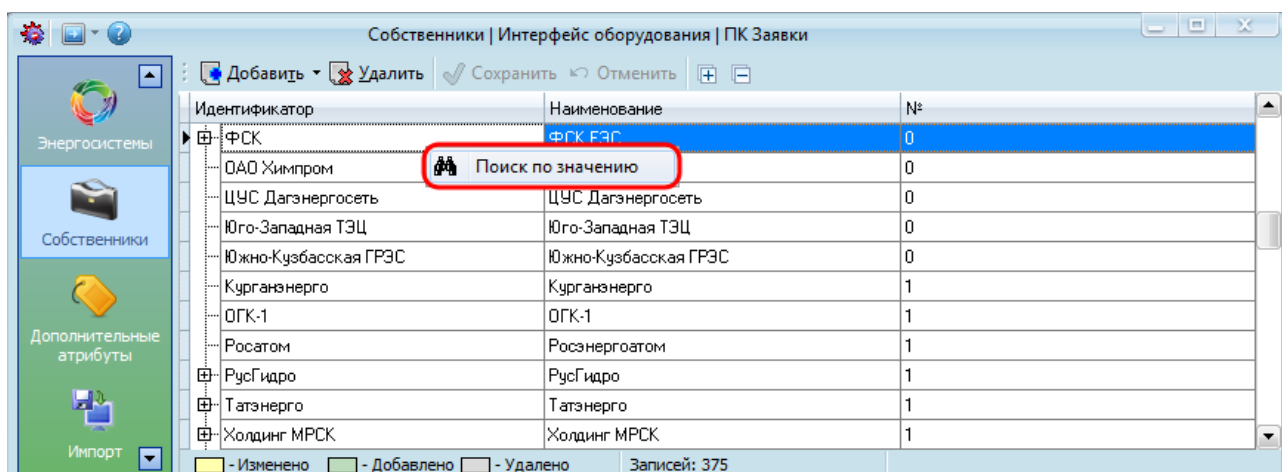 Собственники | Интерфейс оборудования | ПК Заявки
Добавить Удалить Сохранить Отменить
Энергосистемы
Собственники
Дополнительные
атрибуты
Импорт
Идентификатор Наименование №
ФСК ФСК ЕЭС 0
Поиск по значению
ОАО Химпром 0
ЦУС Дагэнергосеть ЦУС Дагэнергосеть 0
Юго-Западная ТЭЦ Юго-Западная ТЭЦ 0
Южно-Кузбасская ГРЭС Южно-Кузбасская ГРЭС 0
Курганэнерго Курганэнерго 1
ОГК-1 ОГК-1 1
Росатом Росэнергоатом 1
РусГидро РусГидро 1
Татэнерго Татэнерго 1
Холдинг МРСК Холдинг МРСК 1
- Изменено - Добавлено - Удалено Записей: 375